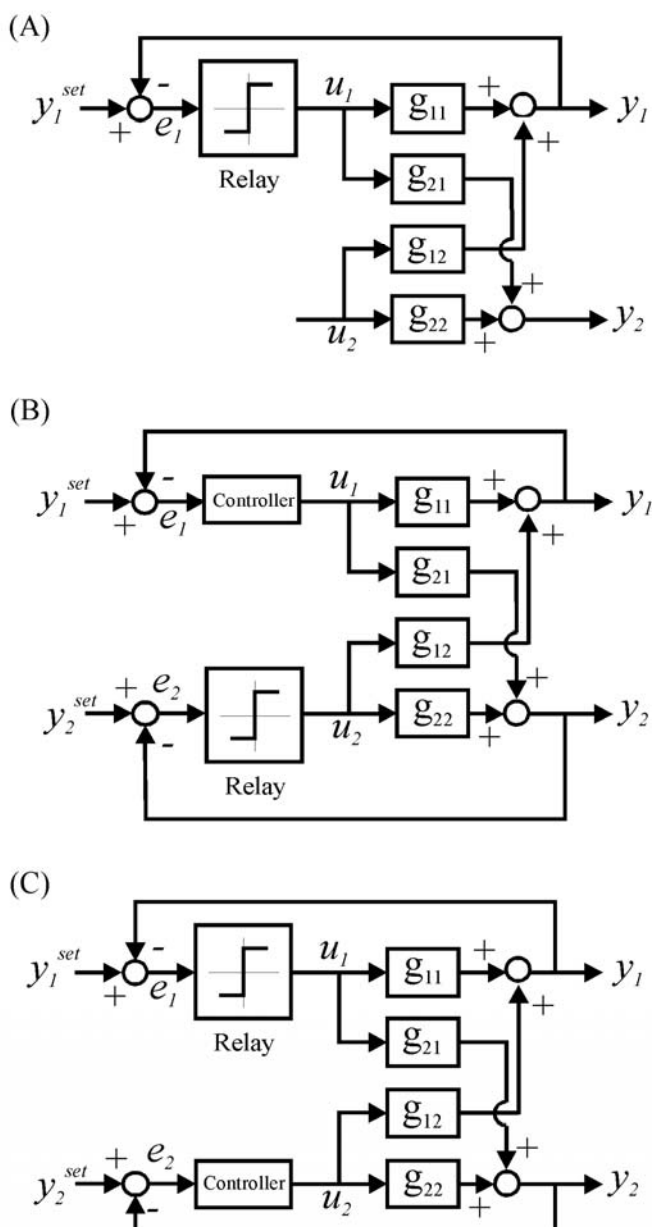 (A)
y₁ˢᵉᵗ + - e₁ Relay u₁ g₁₁ + + y₁
g₂₁
g₁₂ +
u₂ g₂₂ + y₂
(B)
y₁ˢᵉᵗ + - e₁ Controller u₁ g₁₁ + + y₁
g₂₁
g₁₂ +
y₂ˢᵉᵗ + - e₂ Relay u₂ g₂₂ + y₂
(C)
y₁ˢᵉᵗ + - e₁ Relay u₁ g₁₁ + + y₁
g₂₁
g₁₂ +
y₂ˢᵉᵗ + - e₂ Controller u₂ g₂₂ + y₂